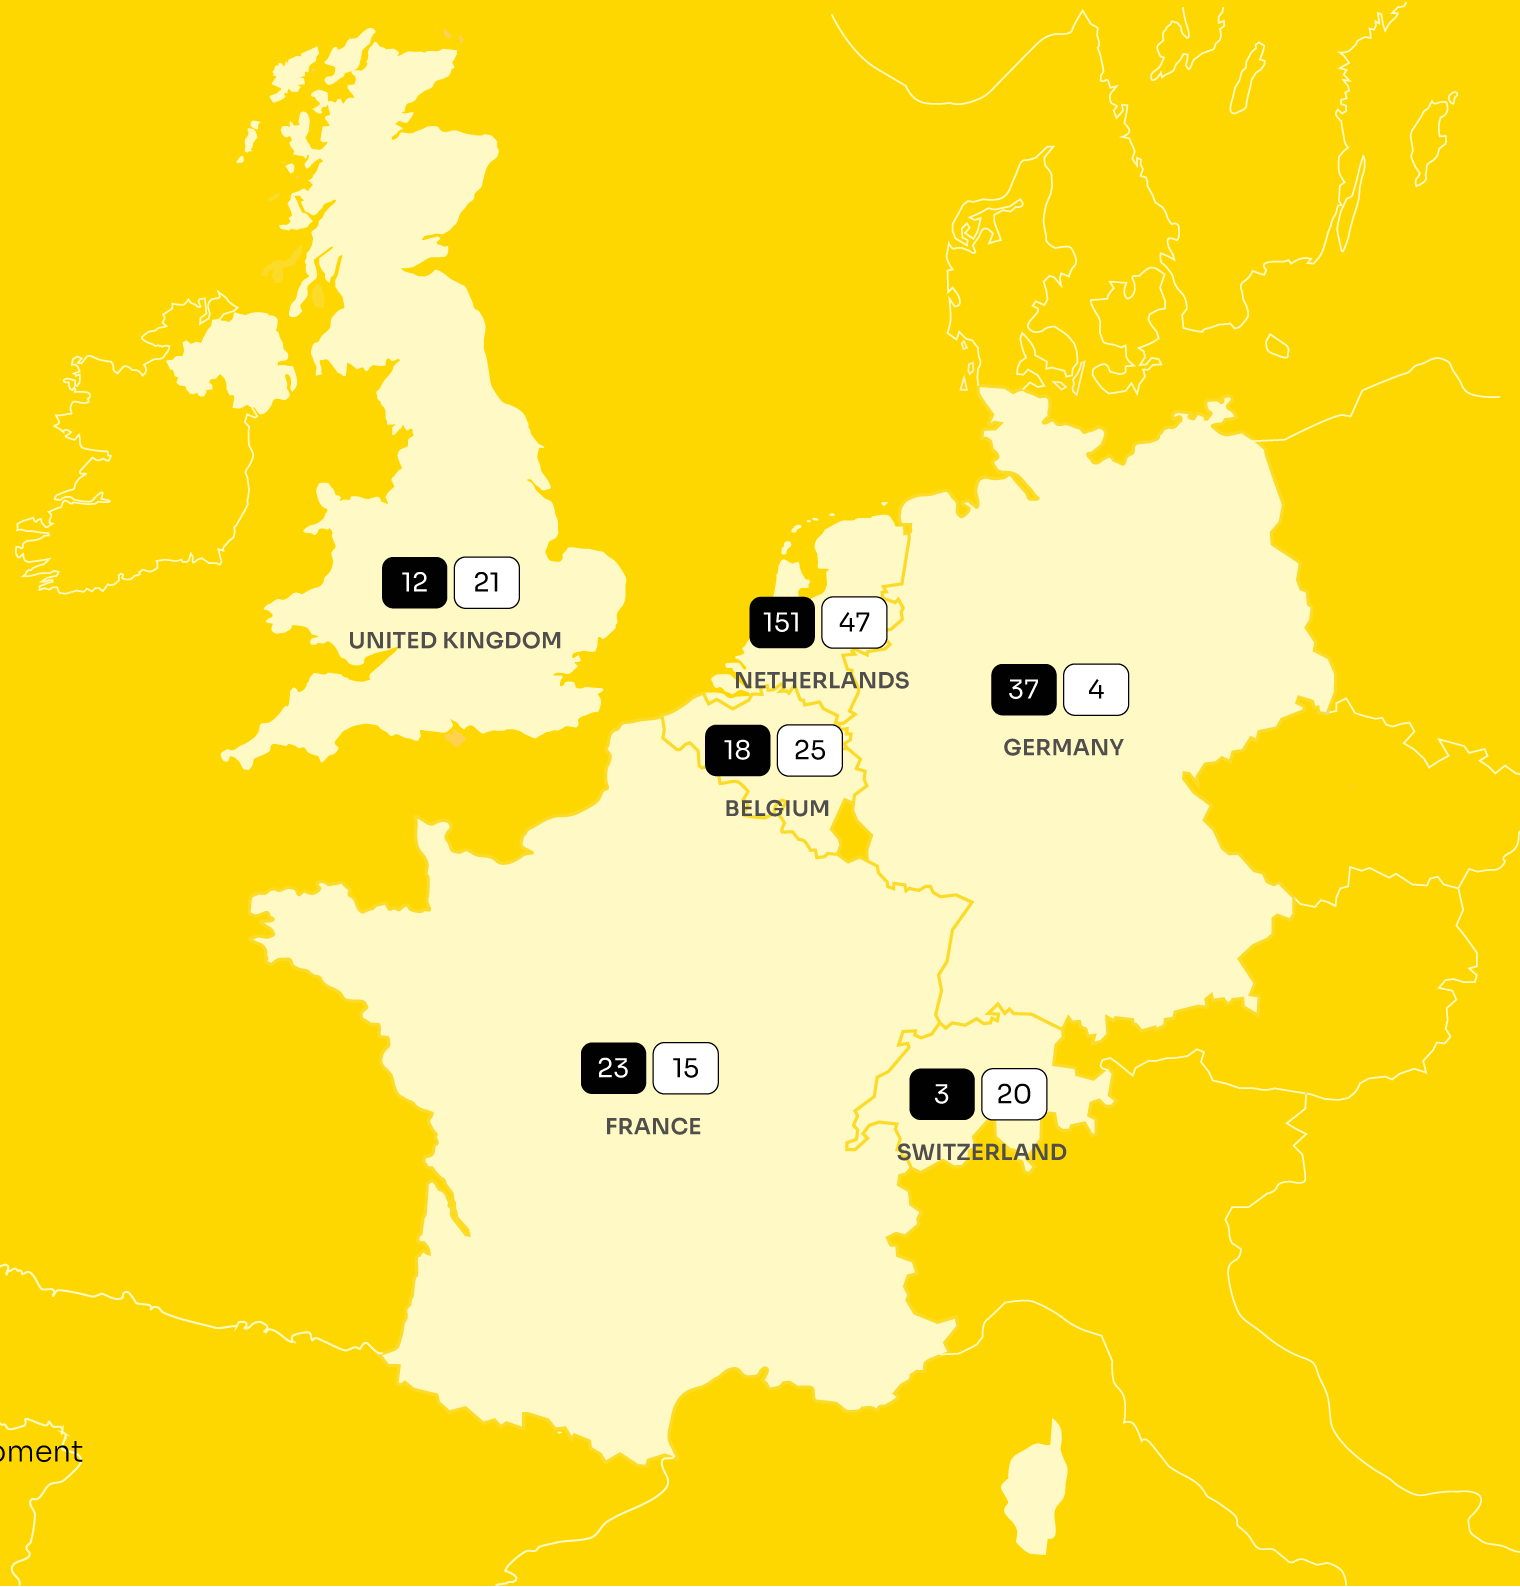 12 21
UNITED KINGDOM
151 47
NETHERLANDS
37 4
GERMANY
18 25
BELGIUM
23 15
FRANCE
3 20
SWITZERLAND